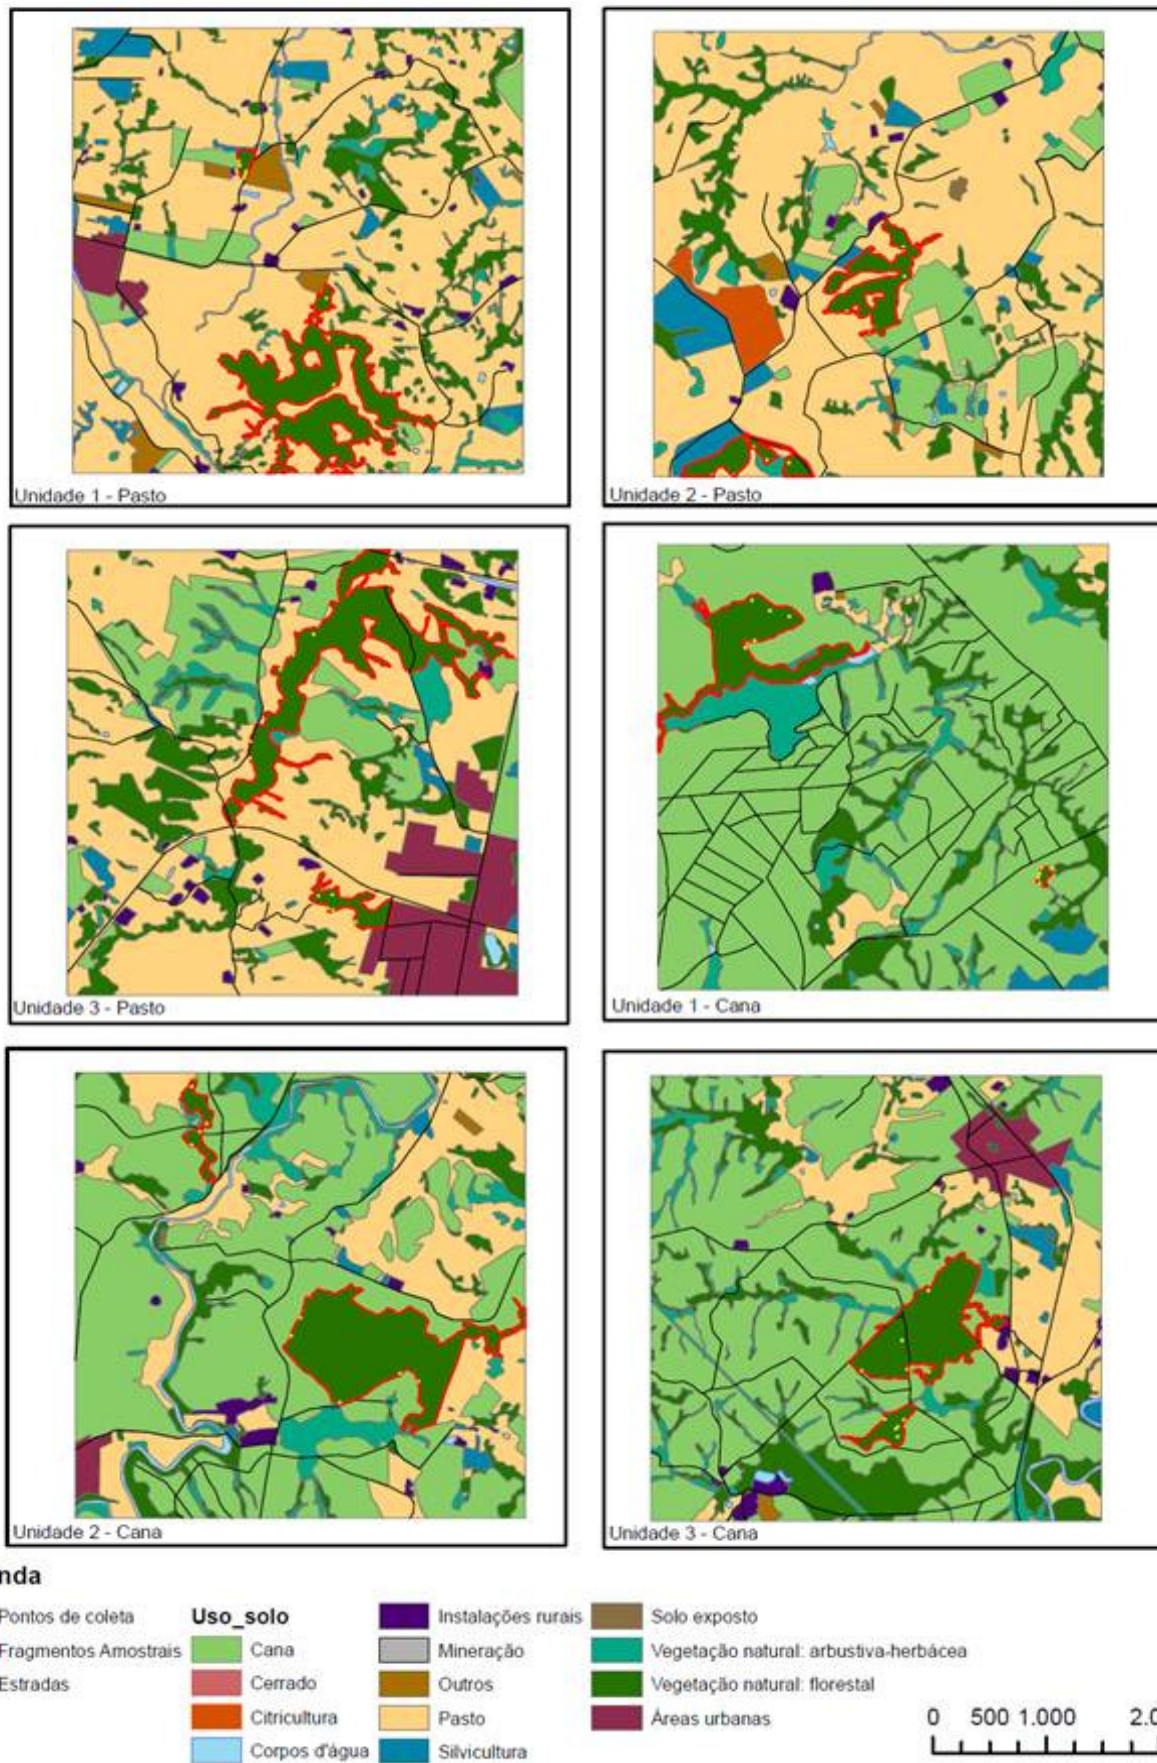 Unidade 1 - Pasto
Unidade 2 - Pasto
Unidade 3 - Pasto
Unidade 1 - Cana
Unidade 2 - Cana
Unidade 3 - Cana
nda
Pontos de coleta
Fragmentos Amostrais
Estradas
Uso_solo
Cana
Cerrado
Citricultura
Corpos d'água
Instalações rurais
Mineração
Outros
Pasto
Silvicultura
Solo exposto
Vegetação natural: arbustiva-herbácea
Vegetação natural: florestal
Áreas urbanas
0 500 1.000 2.0